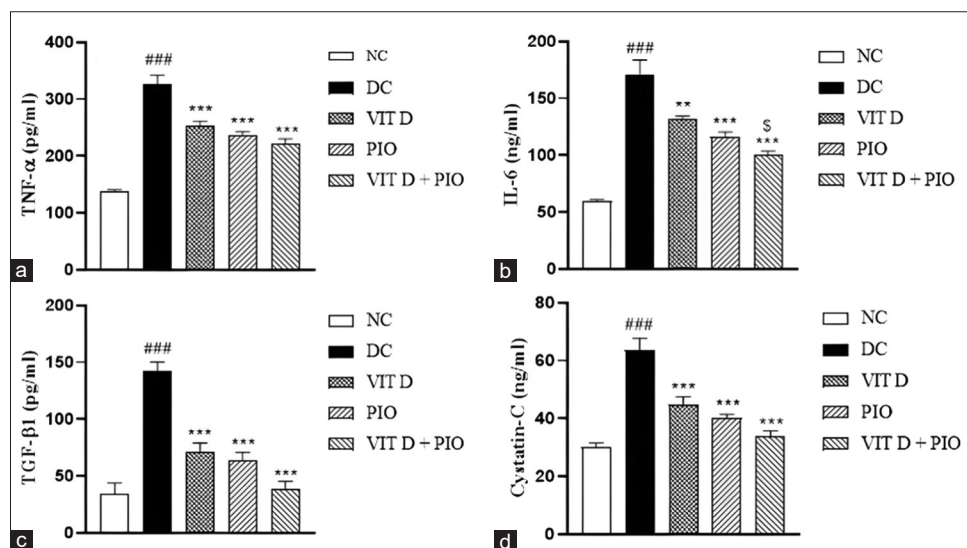 400
300
200
100
0
TNF-α (pg/ml)
###
***
***
***
NC
DC
VIT D
PIO
VIT D + PIO
a
200
150
100
50
0
IL-6 (ng/ml)
###
**
***
$
***
NC
DC
VIT D
PIO
VIT D + PIO
b
200
150
100
50
0
TGF-β1 (pg/ml)
###
***
***
***
NC
DC
VIT D
PIO
VIT D + PIO
c
80
60
40
20
0
Cystatin-C (ng/ml)
###
***
***
***
NC
DC
VIT D
PIO
VIT D + PIO
d